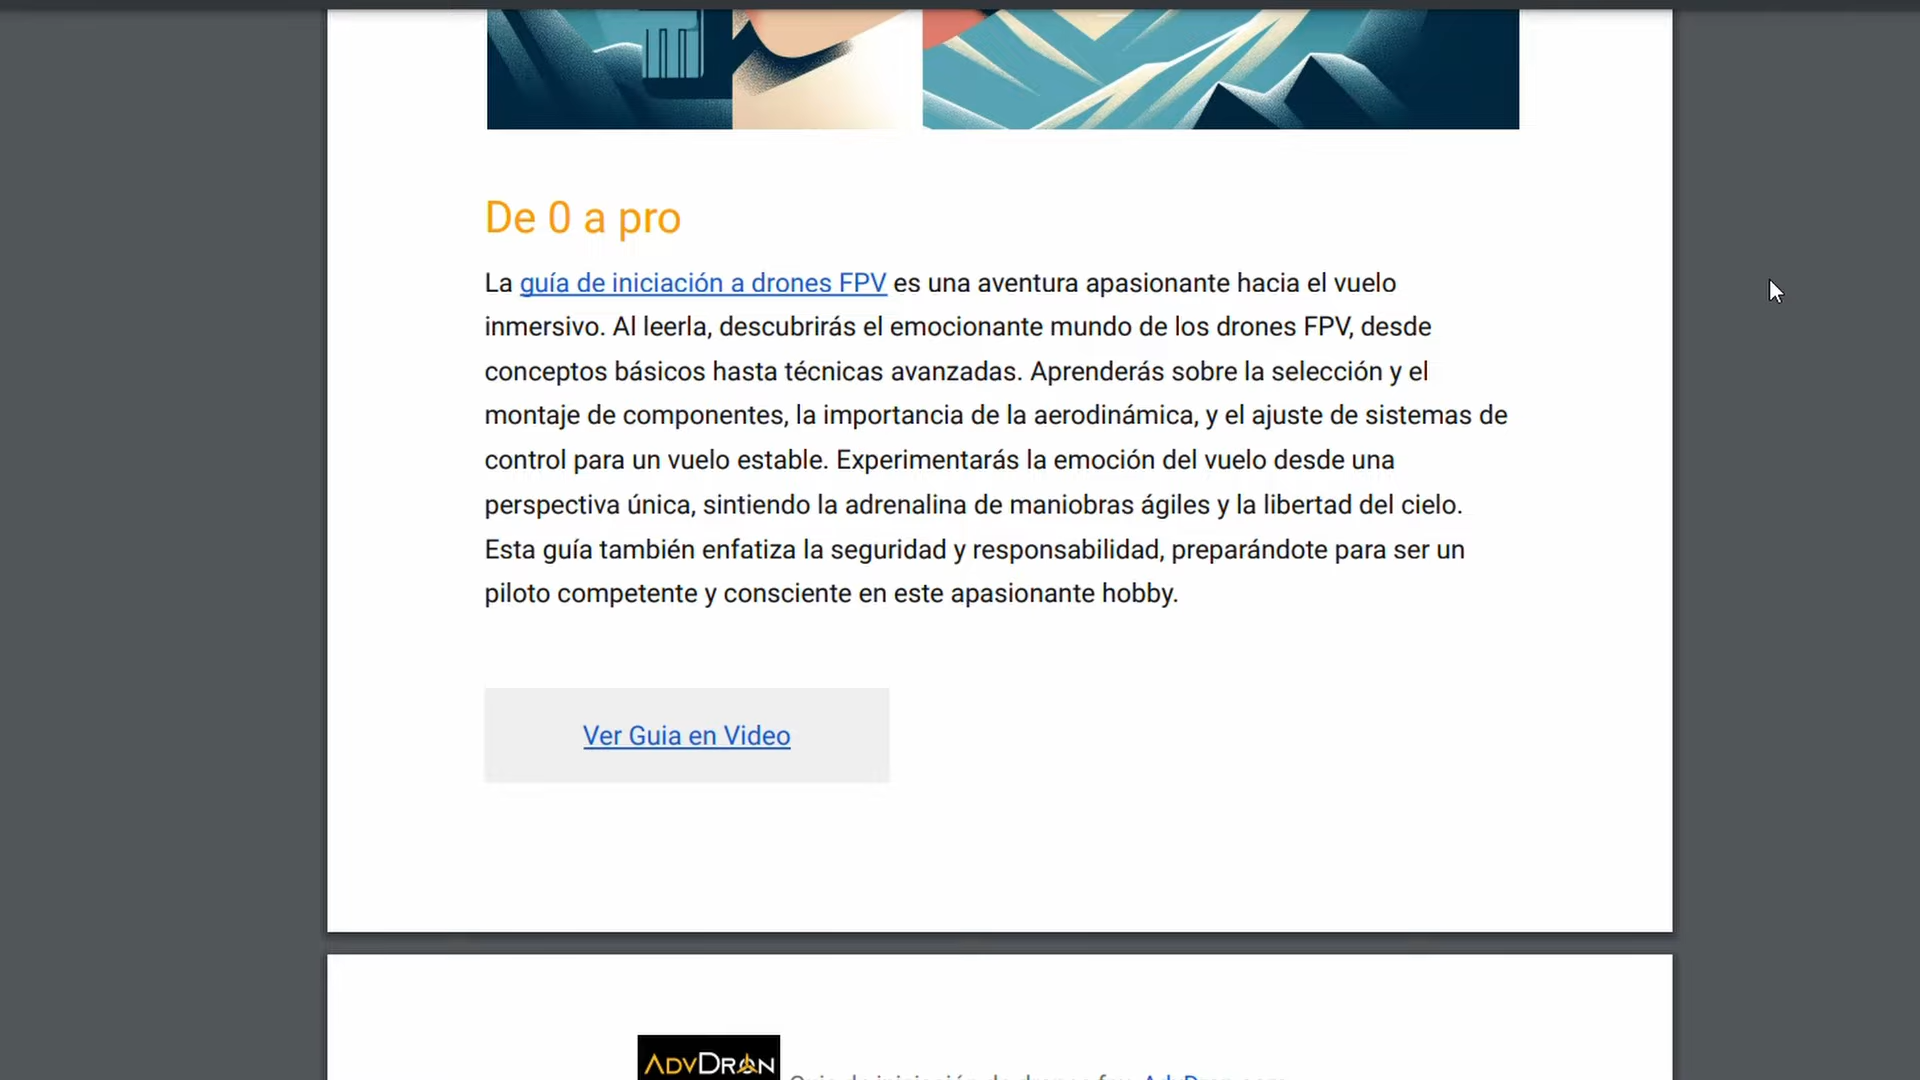 De 0 a pro
La guía de iniciación a drones FPV es una aventura apasionante hacia el vuelo
inmersivo. Al leerla, descubrirás el emocionante mundo de los drones FPV, desde
conceptos básicos hasta técnicas avanzadas. Aprenderás sobre la selección y el
montaje de componentes, la importancia de la aerodinámica, y el ajuste de sistemas de
control para un vuelo estable. Experimentarás la emoción del vuelo desde una
perspectiva única, sintiendo la adrenalina de maniobras ágiles y la libertad del cielo.
Esta guía también enfatiza la seguridad y responsabilidad, preparándote para ser un
piloto competente y consciente en este apasionante hobby.
Ver Guia en Video
ADVDRON